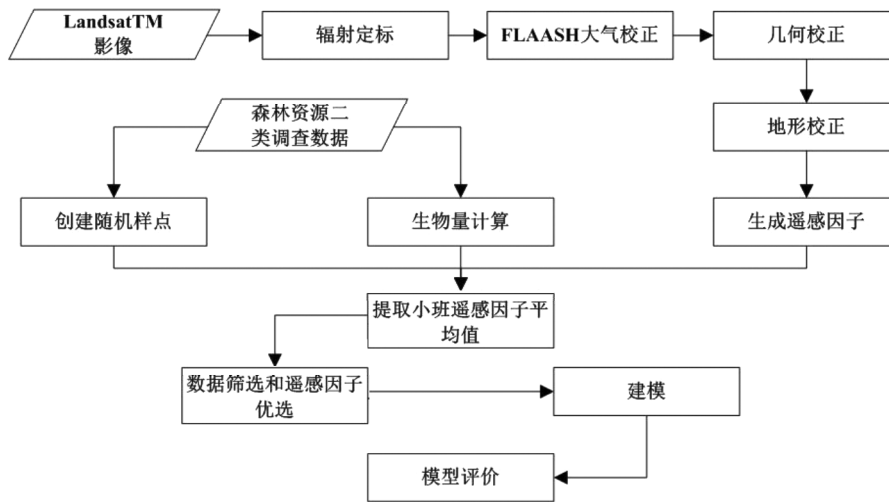 LandsatTM
影像
辐射定标
FLAASH大气校正
几何校正
森林资源二
类调查数据
地形校正
创建随机样点
生物量计算
生成遥感因子
提取小班遥感因子平
均值
数据筛选和遥感因子
优选
建模
模型评价